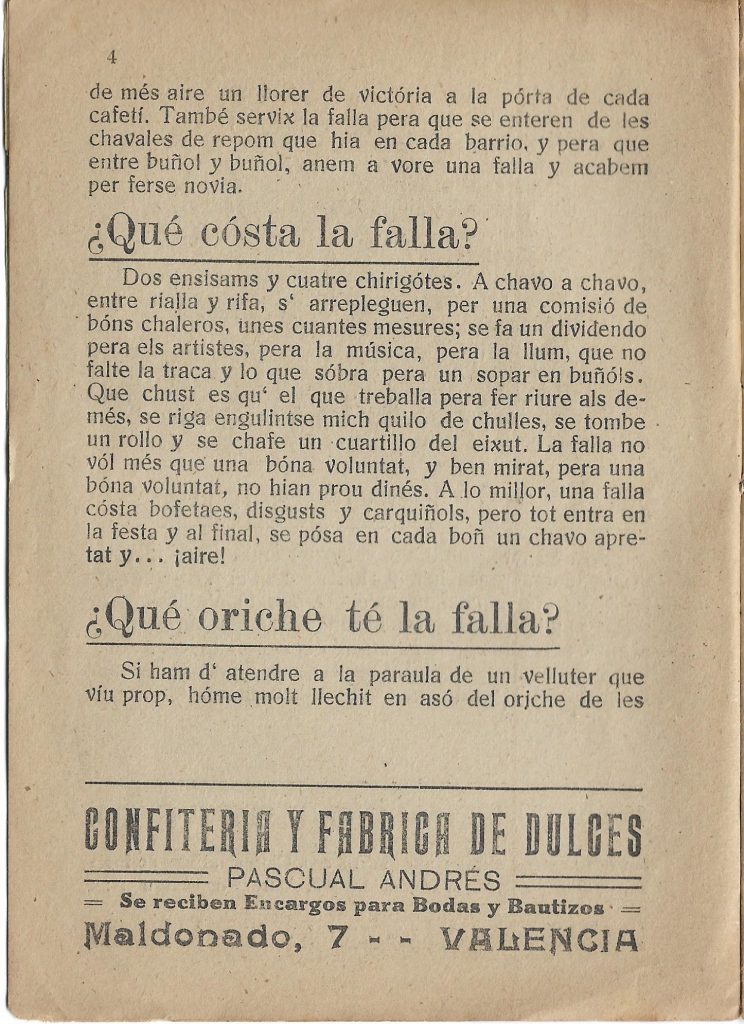 4
de més aire un llorer de victória a la pórta de cada
cafetí. També servix la falla pera que se enteren de les
chavales de repom que hia en cada barrio, y pera que
entre buñol y buñol, anem a vore una falla y acabem
per ferse novia.
¿Qué cósta la falla?
Dos ensisams y cuatre chirigótes. A chavo a chavo,
entre rialla y rifa, s‘ arrepleguen, per una comisió de
bóns chaleros, unes cuantes mesures; se fa un dividendo
pera els artistes, pera la música, pera la llum, que no
falte la traca y lo que sóbra pera un sopar en buñóls.
Que chust es qu‘ el que treballa pera fer riure als de-
més, se riga engulintse mich quilo de chulles, se tombe
un rollo y se chafe un cuartillo del eixut. La falla no
vól més que una bóna voluntat, y ben mirat, pera una
bóna voluntat, no hian prou dinés. A lo millor, una falla
cósta bofetaes, disgusts y carquiñols, pero tot entra en
la festa y al final, se pósa en cada boñ un chavo apre-
tat y... ¡aire!
¿Qué oriche té la falla?
Si ham d‘ atendre a la paraula de un velluter que
víu prop, hóme molt llechit en asó del oriche de les
CONFITERIA Y FABRICA DE DULCES
PASCUAL ANDRÉS
= Se reciben Encargos para Bodas y Bautizos =
Maldonado, 7 - - VALENCIA